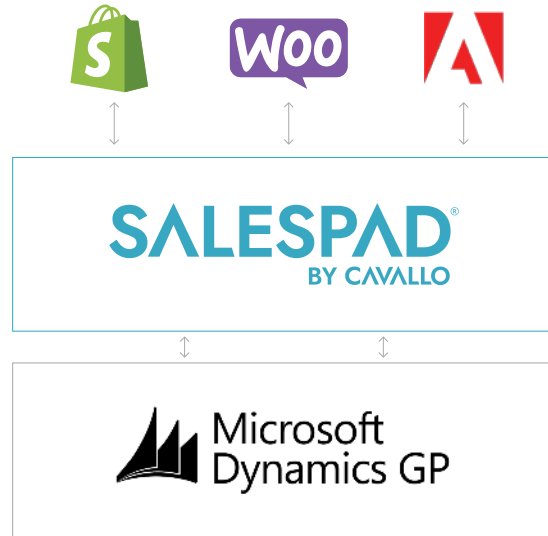 S
WOO
SALESPAD®
BY CAVALLO
Microsoft
Dynamics GP